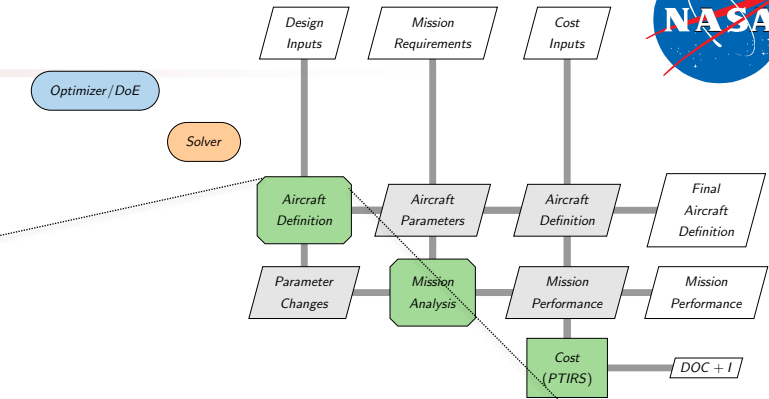 Design
Inputs
Mission
Requirements
Cost
Inputs
NASA
Optimizer/DoE
Solver
Aircraft
Definition
Aircraft
Parameters
Aircraft
Definition
Final
Aircraft
Definition
Parameter
Changes
Mission
Analysis
Mission
Performance
Mission
Performance
Cost
(PTIRS)
DOC + I